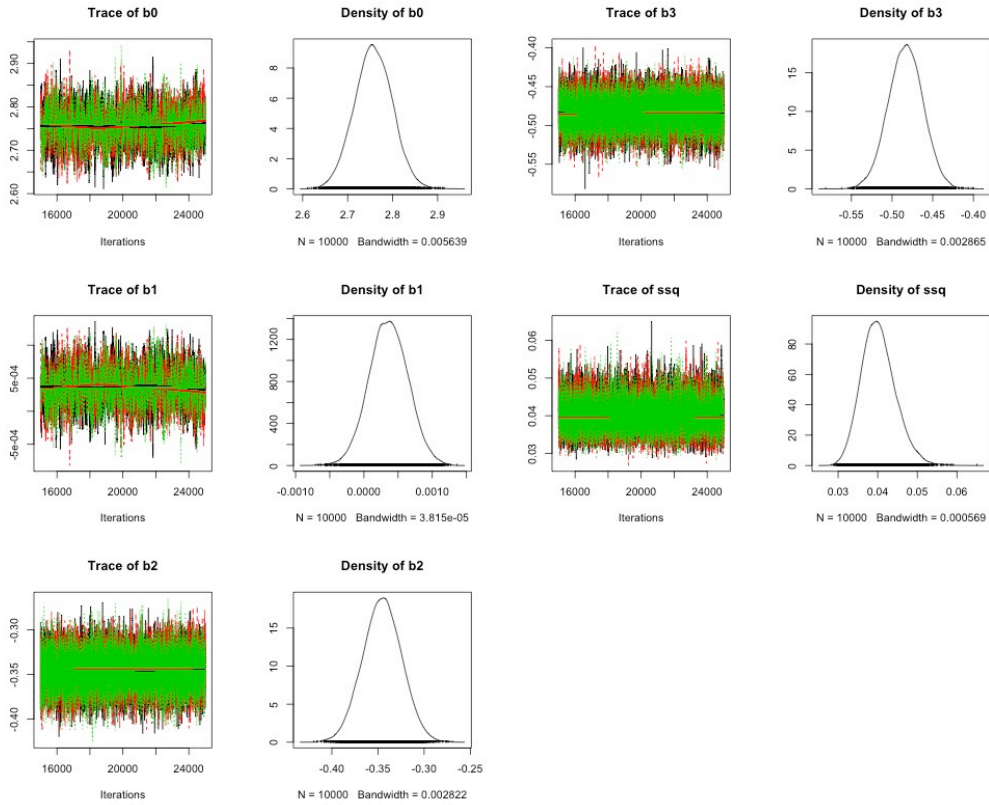 Trace of b0
2.60 2.70 2.80 2.90
16000 20000 24000
Iterations
Density of b0
0 2 4 6 8
2.6 2.7 2.8 2.9
N = 10000 Bandwidth = 0.005639
Trace of b3
-0.55 -0.50 -0.45 -0.40
16000 20000 24000
Iterations
Density of b3
0 5 10 15
-0.55 -0.45 -0.40
N = 10000 Bandwidth = 0.002865
Trace of b1
-5e-04 5e-04
16000 20000 24000
Iterations
Density of b1
0 400 800 1200
-0.0010 0.0000 0.0010
N = 10000 Bandwidth = 3.815e-05
Trace of ssq
0.03 0.04 0.05 0.06
16000 20000 24000
Iterations
Density of ssq
0 20 40 60 80
0.03 0.04 0.05 0.06
N = 10000 Bandwidth = 0.000569
Trace of b2
-0.40 -0.35 -0.30
16000 20000 24000
Iterations
Density of b2
0 5 10 15
-0.40 -0.35 -0.30 -0.25
N = 10000 Bandwidth = 0.002822